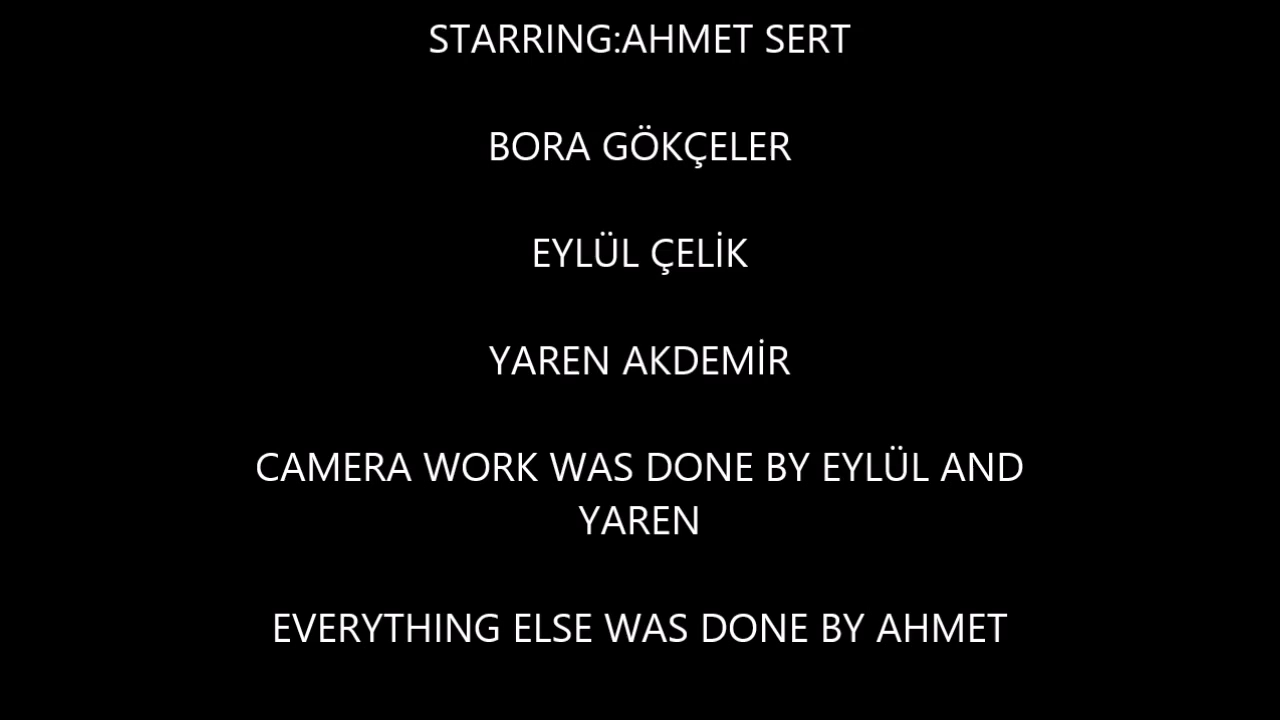 STARRING:AHMET SERT
BORA GÖKÇELER
EYLÜL ÇELİK
YAREN AKDEMİR
CAMERA WORK WAS DONE BY EYLÜL AND
YAREN
EVERYTHING ELSE WAS DONE BY AHMET